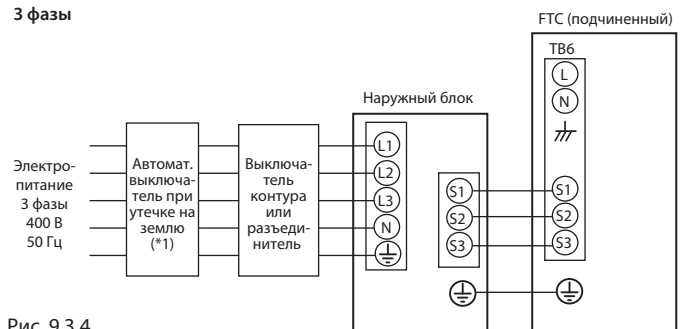 3 фазы
FTC (подчиненный)
TB6
L
N
Наружный блок
Электро-
питание
3 фазы
400 В
50 Гц
Автомат.
выключа-
тель при
утечке на
землю
(*1)
Выключа-
тель
контура
или
разъеди-
нитель
L1
L2
L3
N
S1
S2
S3
S1
S2
S3
Рис. 9.3.4